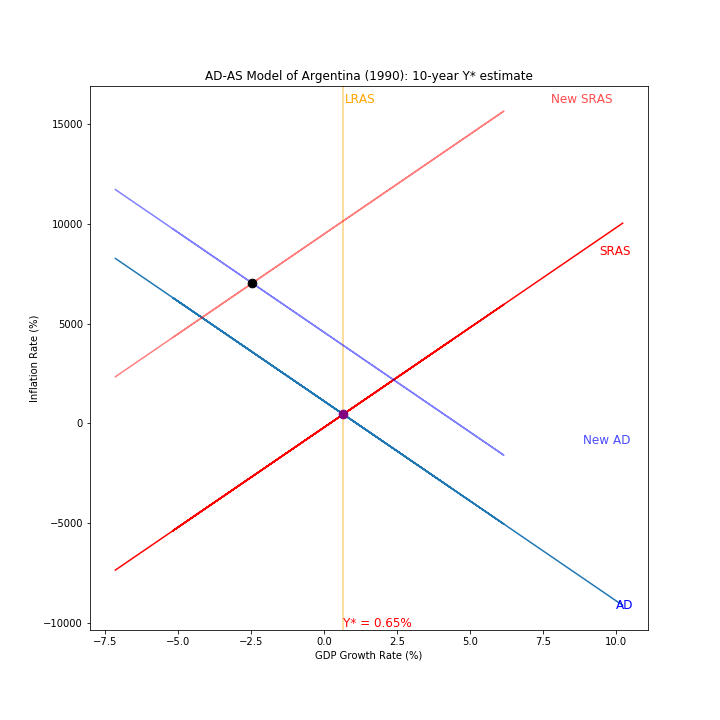 AD-AS Model of Argentina (1990): 10-year Y* estimate
LRAS
New SRAS
15000
10000
SRAS
5000
Inflation Rate (%)
0
New AD
−5000
AD
−10000
Y* = 0.65%
−7.5
−5.0
−2.5
0.0
2.5
5.0
7.5
10.0
GDP Growth Rate (%)